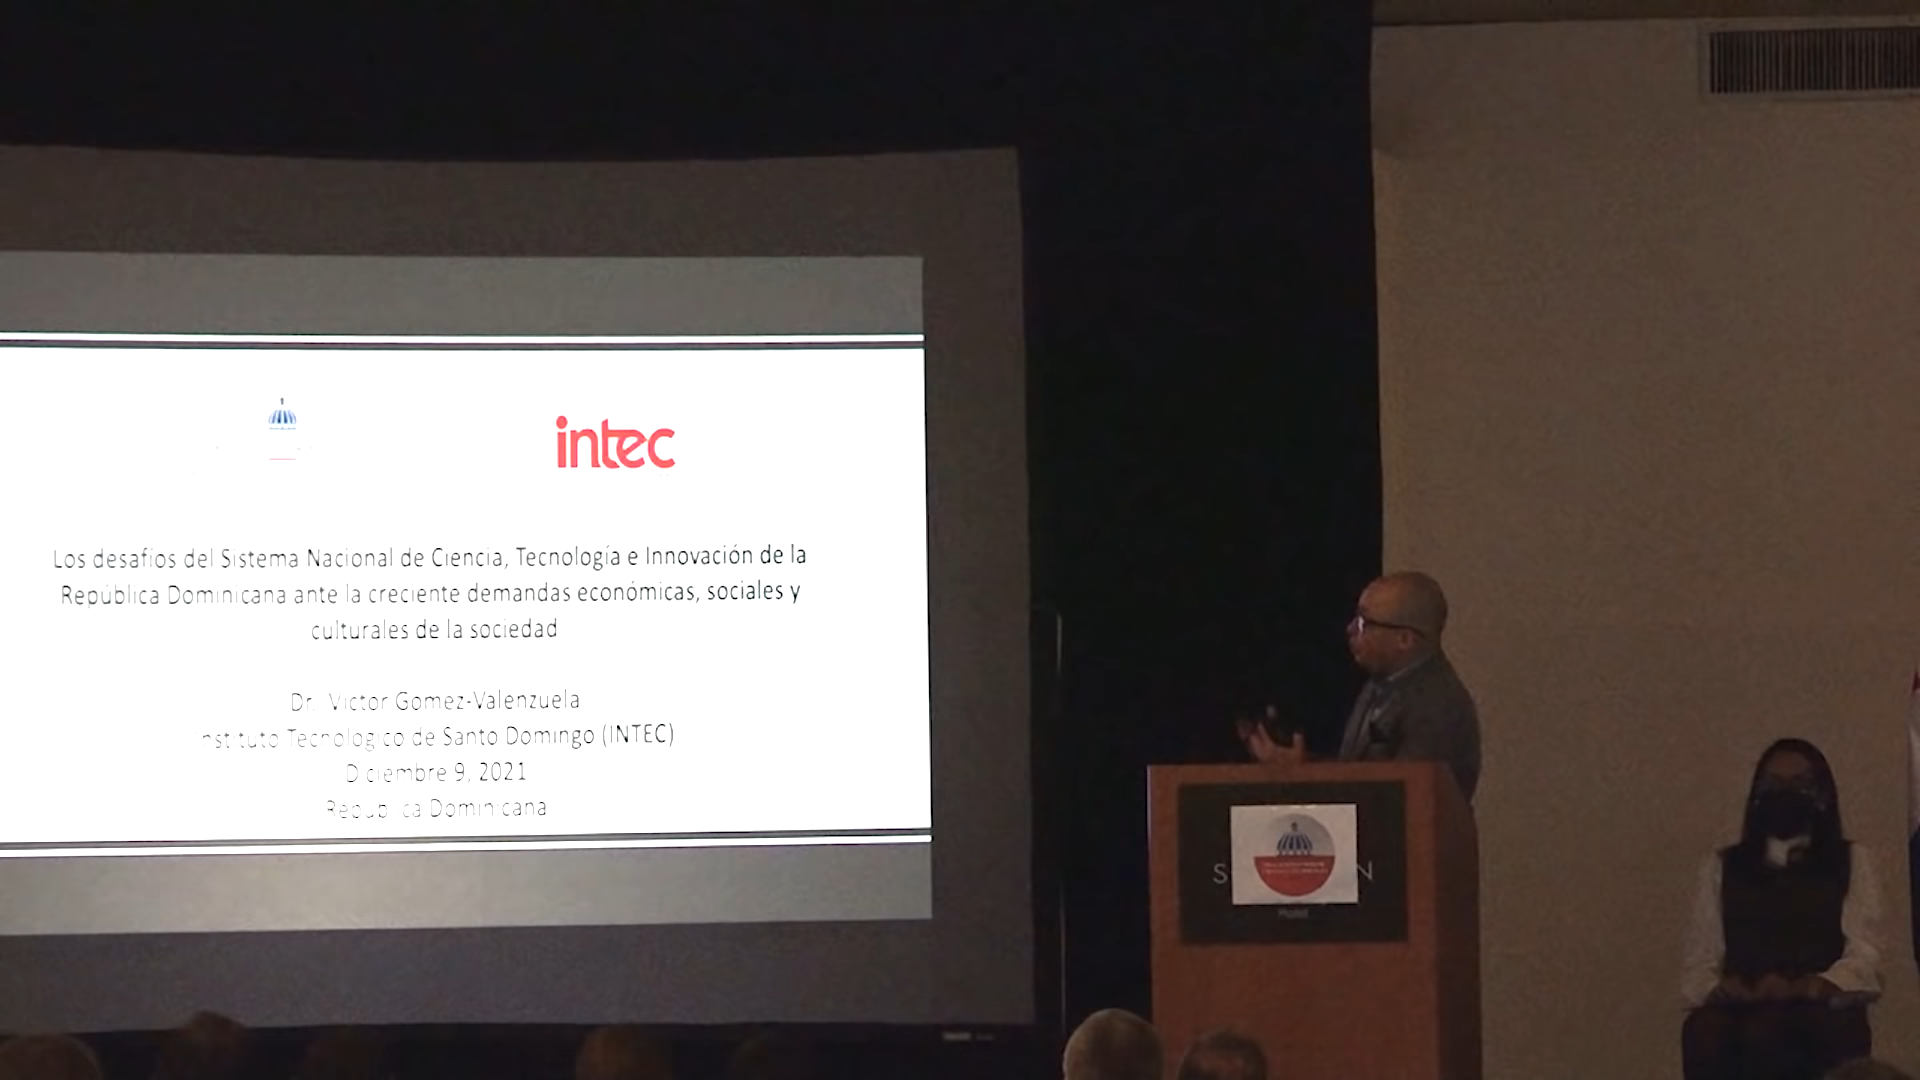 intec
Los desafíos del Sistema Nacional de Ciencia, Tecnología e Innovación de la
República Dominicana ante la creciente demandas económicas, sociales y
culturales de la sociedad
Dr. Victor Gomez-Valenzuela
Instituto Tecnologico de Santo Domingo (INTEC)
Diciembre 9, 2021
Republica Dominicana
Hotel